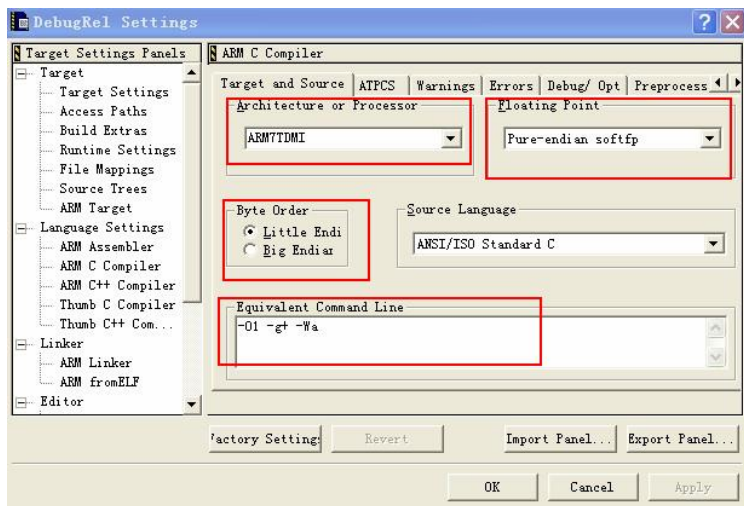 DebugRel Settings
Target Settings Panels
Target
Target Settings
Access Paths
Build Extras
Runtime Settings
File Mappings
Source Trees
ARM Target
Language Settings
ARM Assembler
ARM C Compiler
ARM C++ Compiler
Thumb C Compiler
Thumb C++ Com...
Linker
ARM Linker
ARM fromELF
Editor
ARM C Compiler
Target and Source ATPCS Warnings Errors Debug/ Opt Preprocess
Architecture or Processor
ARM7TDMI
Floating Point
Pure-endian softfp
Byte Order
Little Endi
Big Endiar
Source Language
ANSI/ISO Standard C
Equivalent Command Line
-O1 -g+ -Wa
Factory Settings Revert Import Panel... Export Panel...
OK Cancel Apply